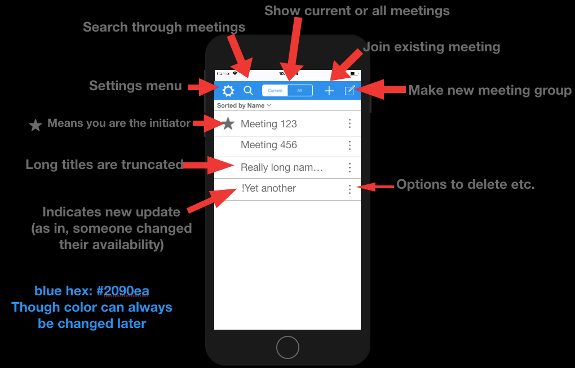 Show current or all meetings
Search through meetings
Join existing meeting
Settings menu
Current
All
Make new meeting group
Sorted by Name
Means you are the initiator
Meeting 123
Meeting 456
Long titles are truncated
Really long nam...
!Yet another
Options to delete etc.
Indicates new update
(as in, someone changed
their availability)
blue hex: #2090ea
Though color can always
be changed later